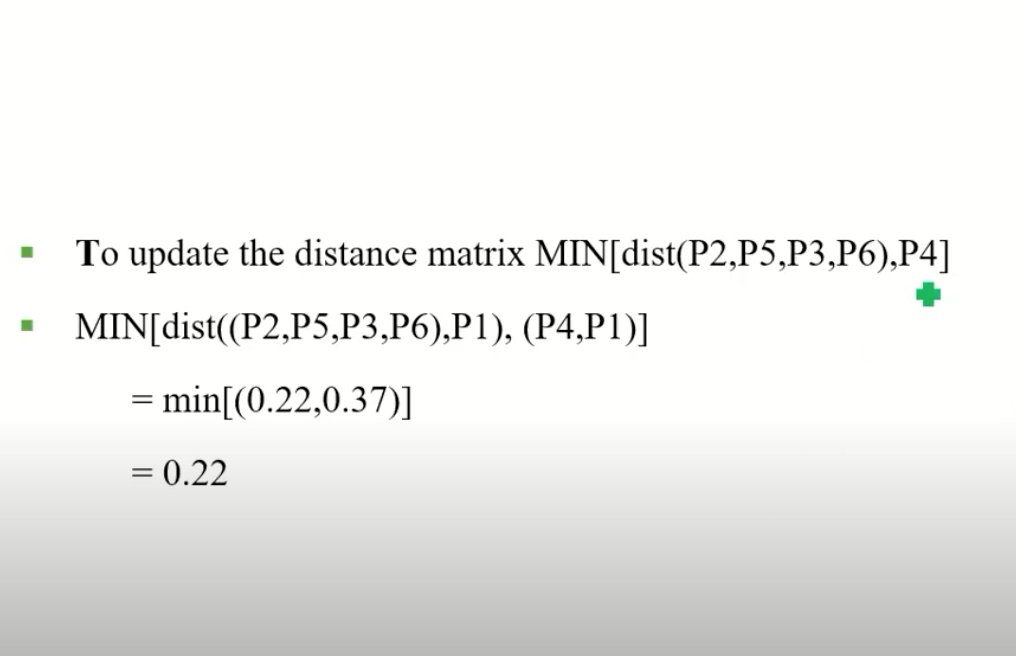 To update the distance matrix MIN[dist(P2,P5,P3,P6),P4]
MIN[dist((P2,P5,P3,P6),P1), (P4,P1)]
= min[(0.22,0.37)]
= 0.22